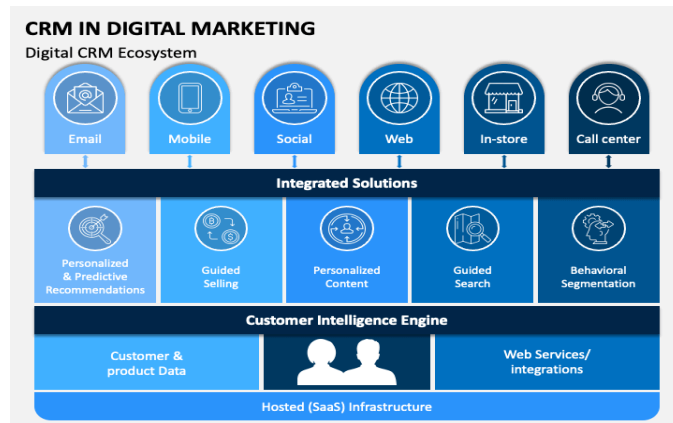 CRM IN DIGITAL MARKETING
Digital CRM Ecosystem
Email
Mobile
Social
Web
In-store
Call center
Integrated Solutions
Personalized
& Predictive
Recommendations
Guided
Selling
Personalized
Content
Guided
Search
Behavioral
Segmentation
Customer Intelligence Engine
Customer &
product Data
Web Services/
integrations
Hosted (SaaS) Infrastructure